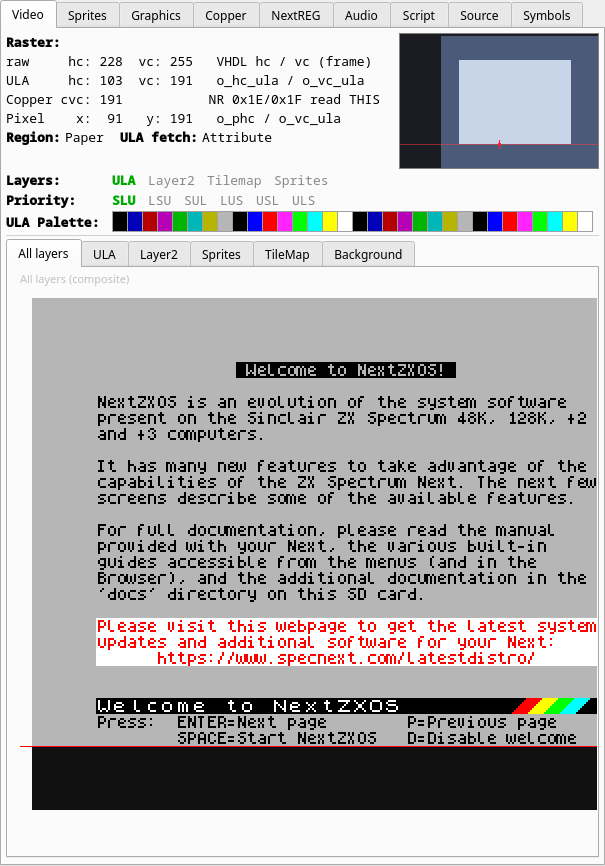 Video Sprites Graphics Copper NextREG Audio Script Source Symbols
Raster:
raw hc: 228 vc: 255 VHDL hc / vc (frame)
ULA hc: 103 vc: 191 o_hc_ula / o_vc_ula
Copper cvc: 191 NR 0x1E/0x1F read THIS
Pixel x: 91 y: 191 o_phc / o_vc_ula
Region: Paper ULA fetch: Attribute
Layers: ULA Layer2 Tilemap Sprites
Priority: SLU LSU SUL LUS USL ULS
ULA Palette:
All layers ULA Layer2 Sprites TileMap Background
All layers (composite)
Welcome to NextZXOS!
NextZXOS is an evolution of the system software
present on the Sinclair ZX Spectrum 48K, 128K, +2
and +3 computers.
It has many new features to take advantage of the
capabilities of the ZX Spectrum Next. The next few
screens describe some of the available features.
For full documentation, please read the manual
provided with your Next, the various built-in
guides accessible from the menus (and in the
Browser), and the additional documentation in the
'docs' directory on this SD card.
Please visit this webpage to get the latest system
updates and additional software for your Next:
https://www.specnext.com/latestdistro/
Welcome to NextZXOS
Press: ENTER=Next page P=Previous page
SPACE=Start NextZXOS D=Disable welcome